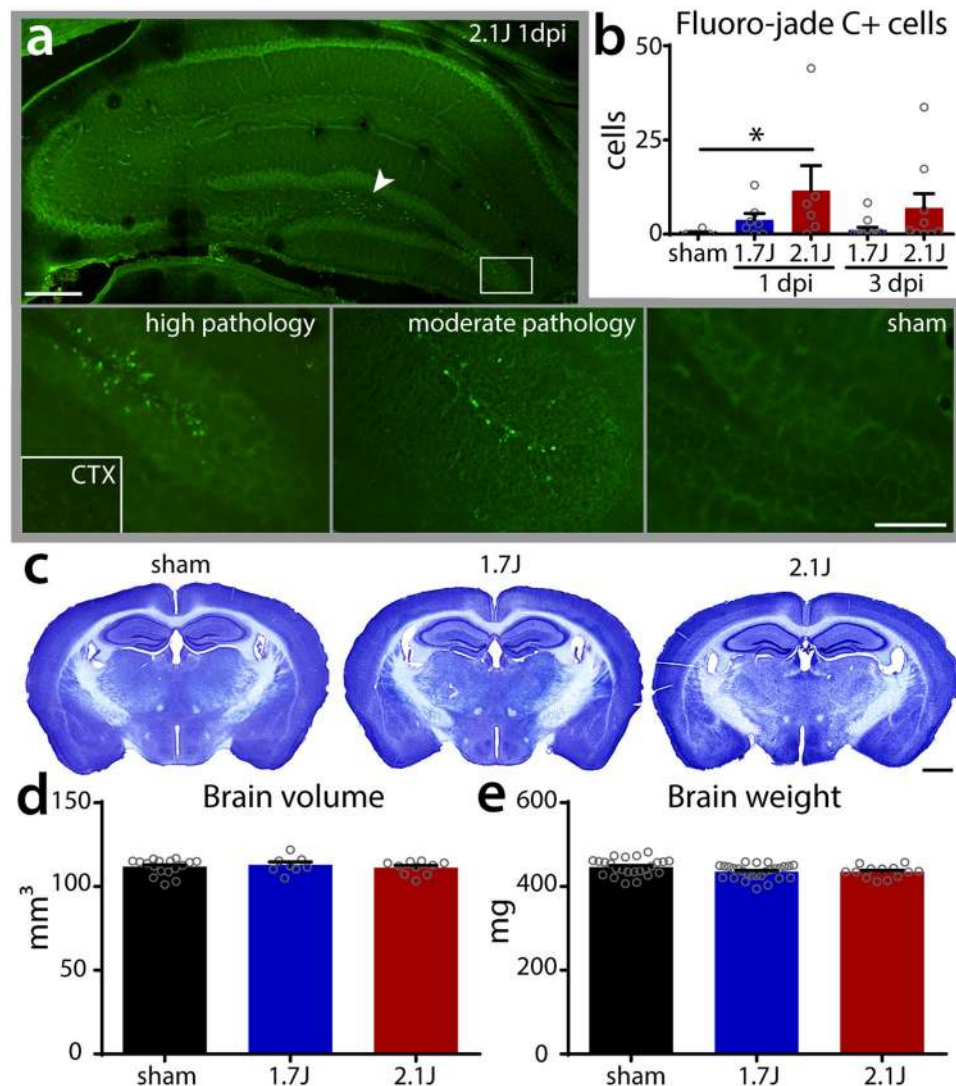 a
2.1J 1dpi
b
Fluoro-jade C+ cells
50
25
0
cells
*
sham
1.7J
2.1J
1.7J
2.1J
1 dpi
3 dpi
high pathology
CTX
moderate pathology
sham
c
sham
1.7J
2.1J
d
Brain volume
150
100
50
0
mm³
sham
1.7J
2.1J
e
Brain weight
600
400
200
0
mg
sham
1.7J
2.1J